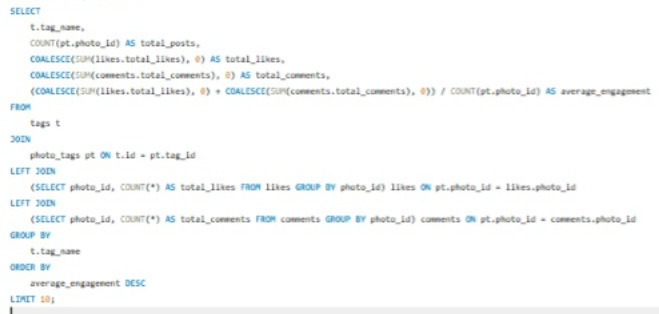 SELECT
t.tag_name,
COUNT(pt.photo_id) AS total_posts,
COALESCE(SUM(likes.total_likes), 0) AS total_likes,
COALESCE(SUM(comments.total_comments), 0) AS total_comments,
(COALESCE(SUM(likes.total_likes), 0) + COALESCE(SUM(comments.total_comments), 0)) / COUNT(pt.photo_id) AS average_engagement
FROM
tags t
JOIN
photo_tags pt ON t.id = pt.tag_id
LEFT JOIN
(SELECT photo_id, COUNT(*) AS total_likes FROM likes GROUP BY photo_id) likes ON pt.photo_id = likes.photo_id
LEFT JOIN
(SELECT photo_id, COUNT(*) AS total_comments FROM comments GROUP BY photo_id) comments ON pt.photo_id = comments.photo_id
GROUP BY
t.tag_name
ORDER BY
average_engagement DESC
LIMIT 10;